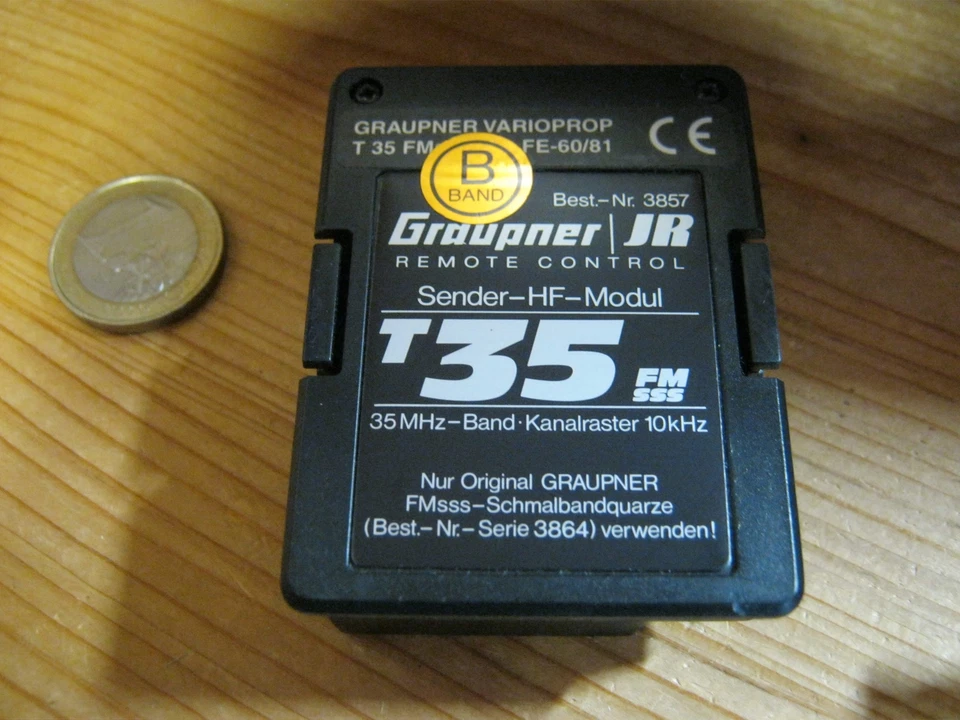 GRAUPNER VARIOPROP
T 35 FM FE-60/81
CE
B
BAND
Best.-Nr. 3857
Graupner | JR
REMOTE CONTROL
Sender-HF-Modul
T35 FM
SSS
35 MHz-Band·Kanalraster 10kHz
Nur Original GRAUPNER
FMsss-Schmalbandquarze
(Best.-Nr.-Serie 3864) verwenden!